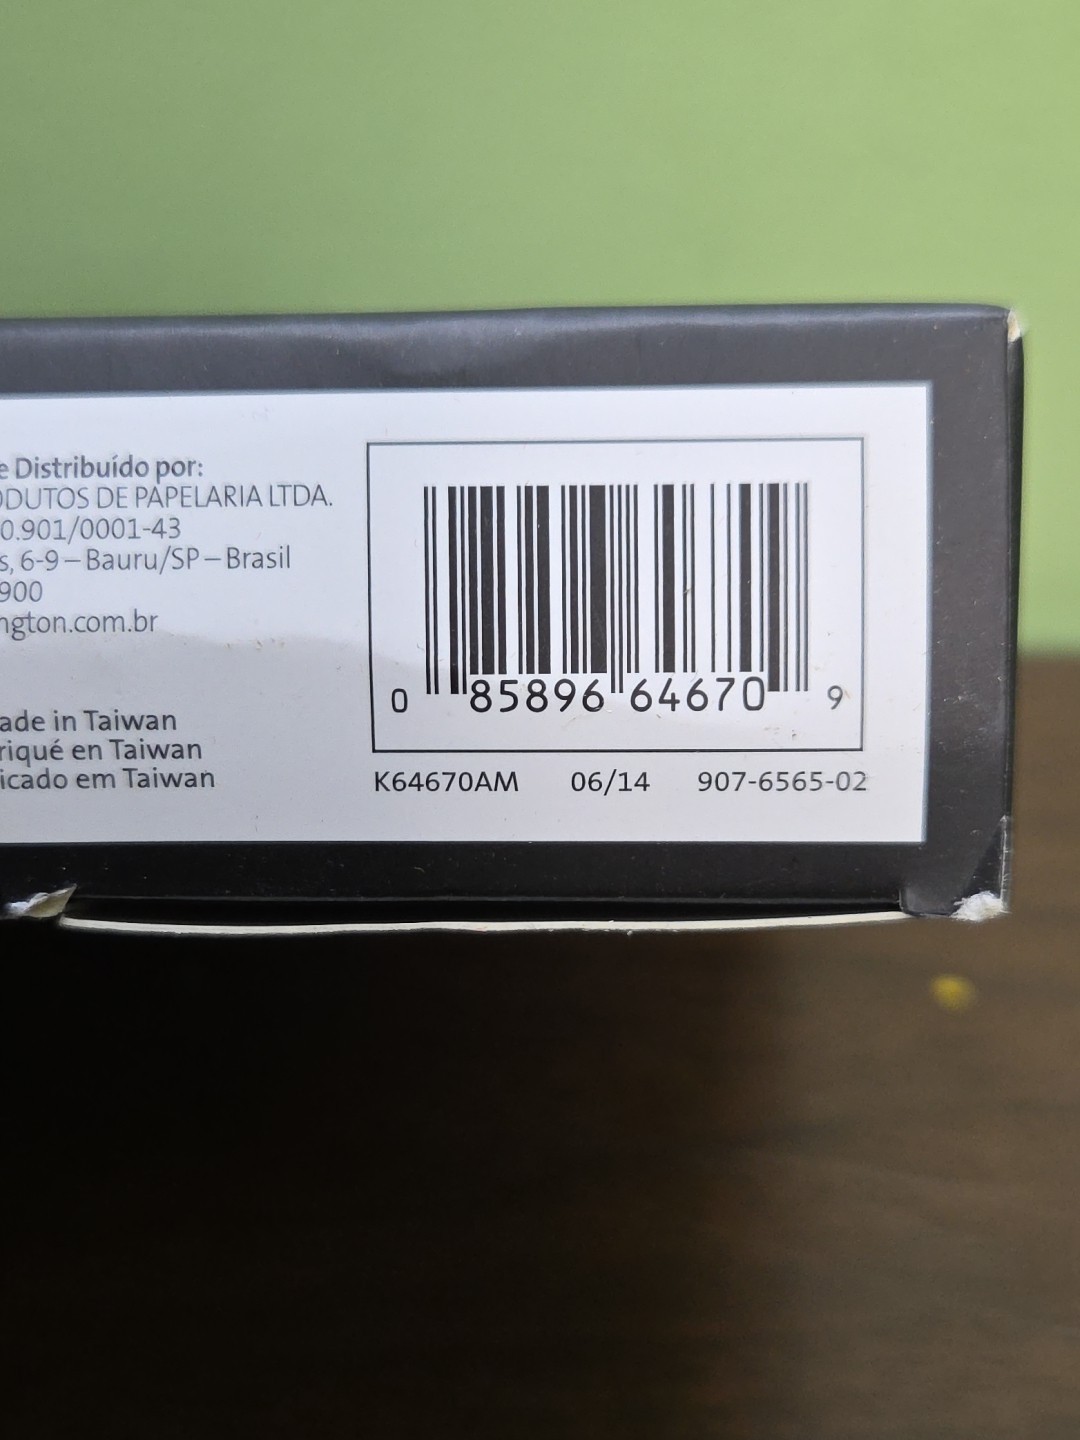 e Distribuído por:
ODUTOS DE PAPELARIA LTDA.
0.901/0001-43
s, 6-9 – Bauru/SP – Brasil
900
ngton.com.br
ade in Taiwan
riqué en Taiwan
icado em Taiwan
0 85896 64670 9
K64670AM 06/14 907-6565-02